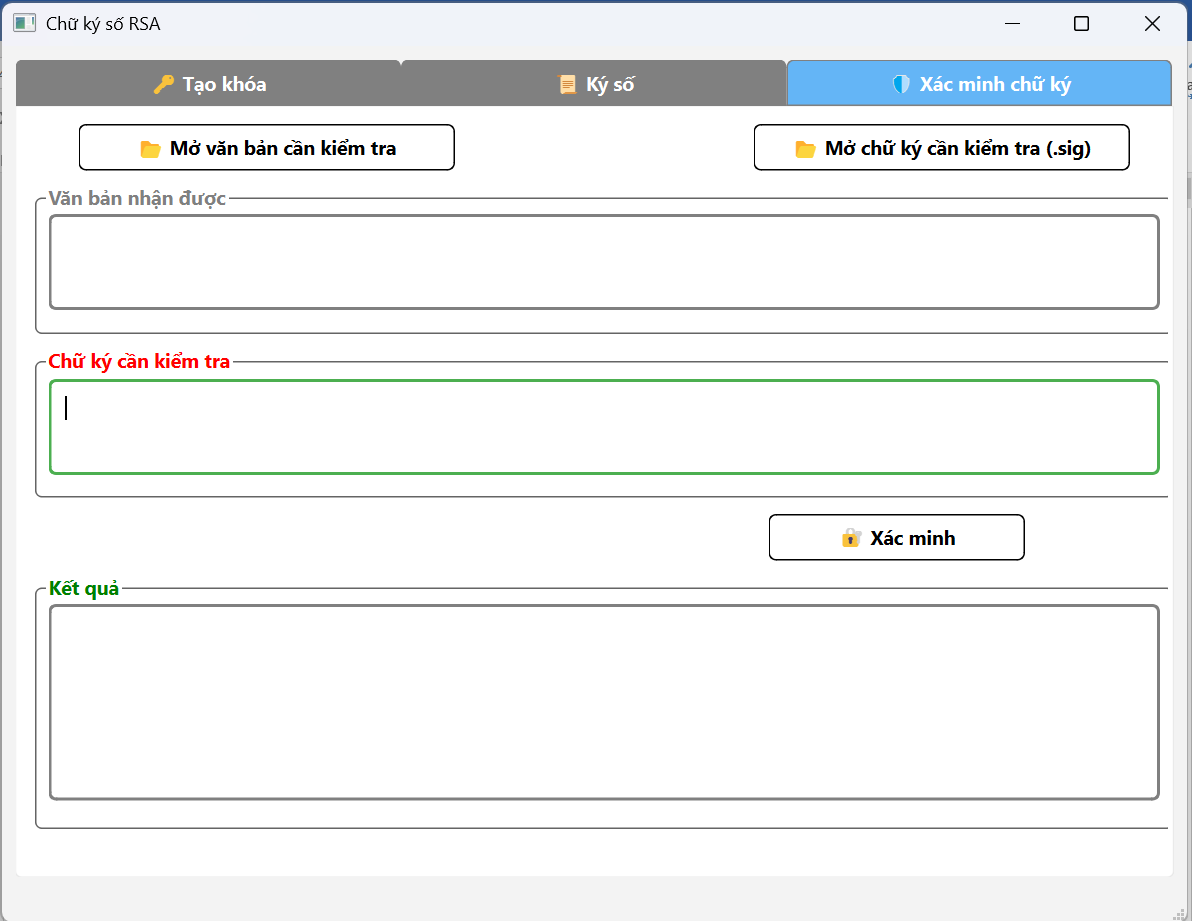 Chữ ký số RSA
Tạo khóa
Ký số
Xác minh chữ ký
Mở văn bản cần kiểm tra
Mở chữ ký cần kiểm tra (.sig)
Văn bản nhận được
Chữ ký cần kiểm tra
Xác minh
Kết quả